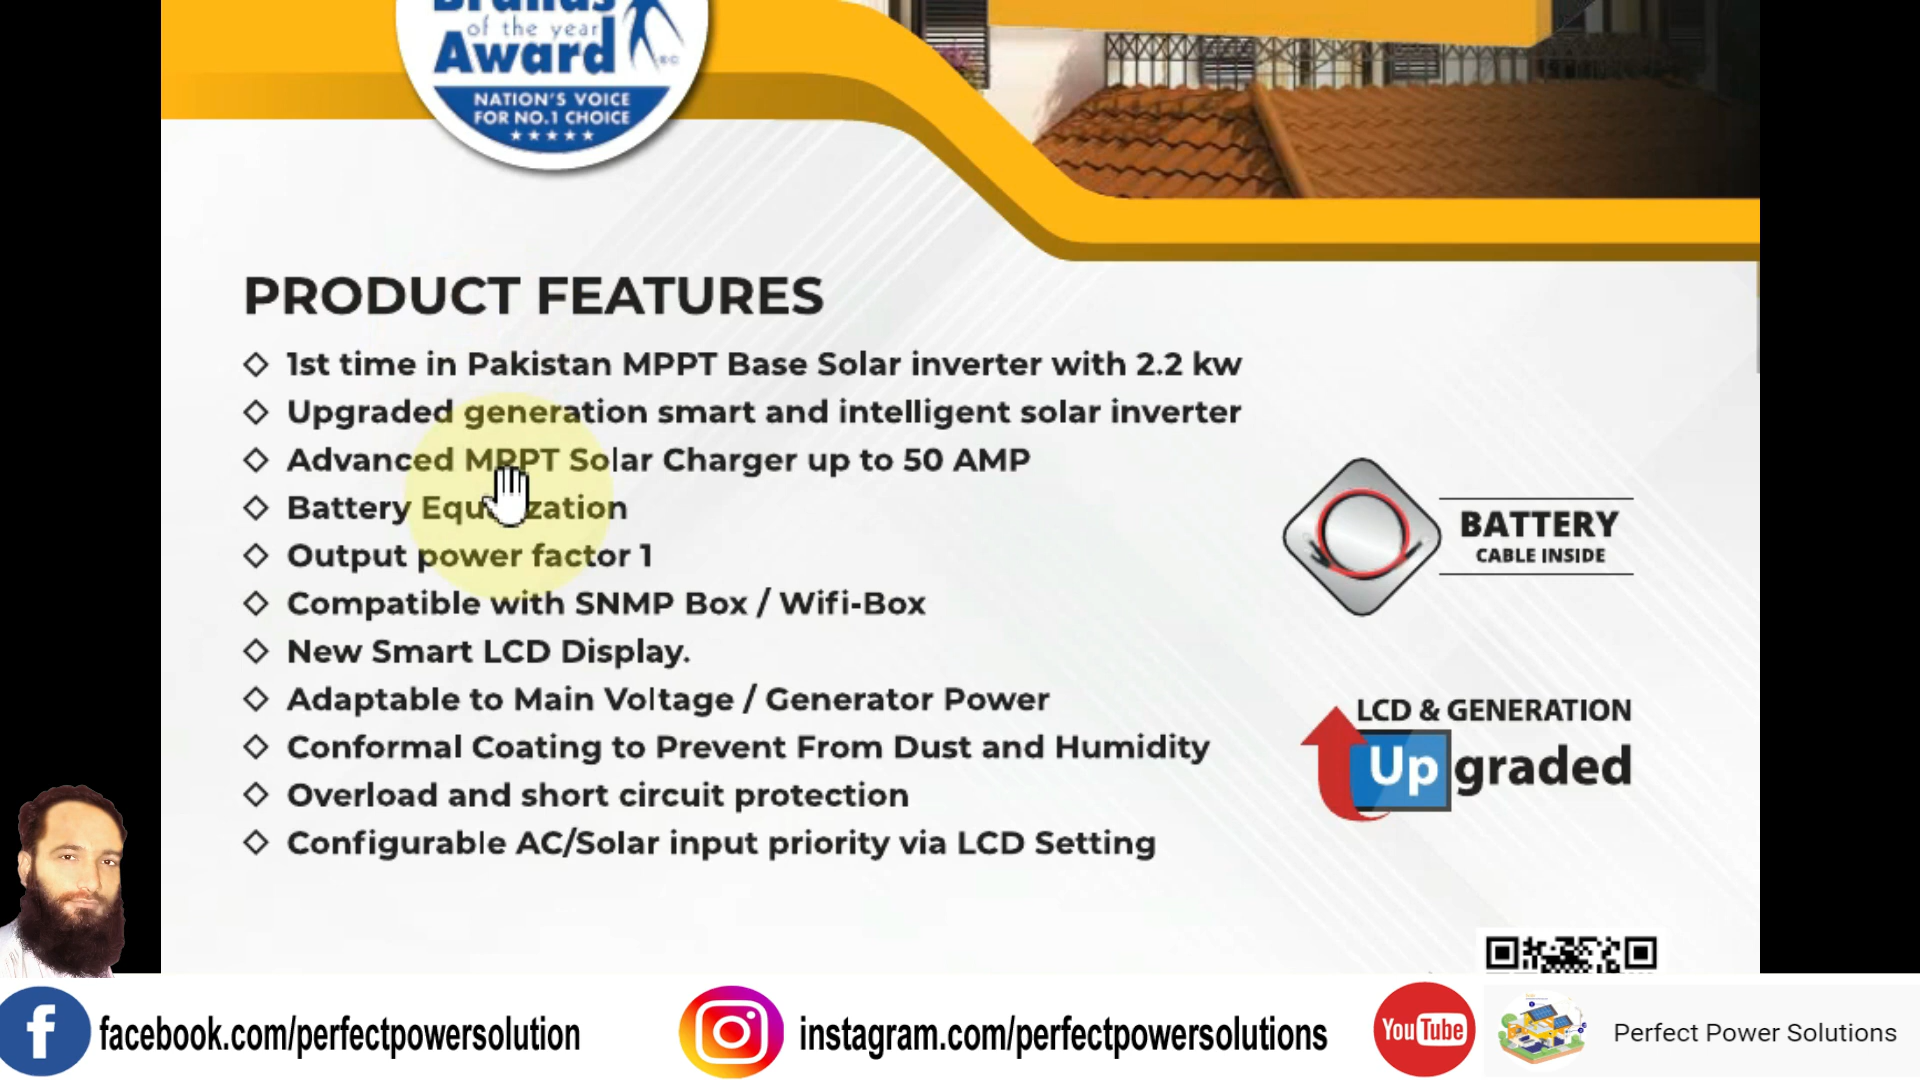 Brands
of the year
Award
NATION'S VOICE
FOR NO.1 CHOICE
PRODUCT FEATURES
1st time in Pakistan MPPT Base Solar inverter with 2.2 kw
Upgraded generation smart and intelligent solar inverter
Advanced MPPT Solar Charger up to 50 AMP
Battery Equalization
Output power factor 1
Compatible with SNMP Box / Wifi-Box
New Smart LCD Display.
Adaptable to Main Voltage / Generator Power
Conformal Coating to Prevent From Dust and Humidity
Overload and short circuit protection
Configurable AC/Solar input priority via LCD Setting
BATTERY
CABLE INSIDE
LCD & GENERATION
Upgraded
facebook.com/perfectpowersolution
instagram.com/perfectpowersolutions
YouTube
Perfect Power Solutions